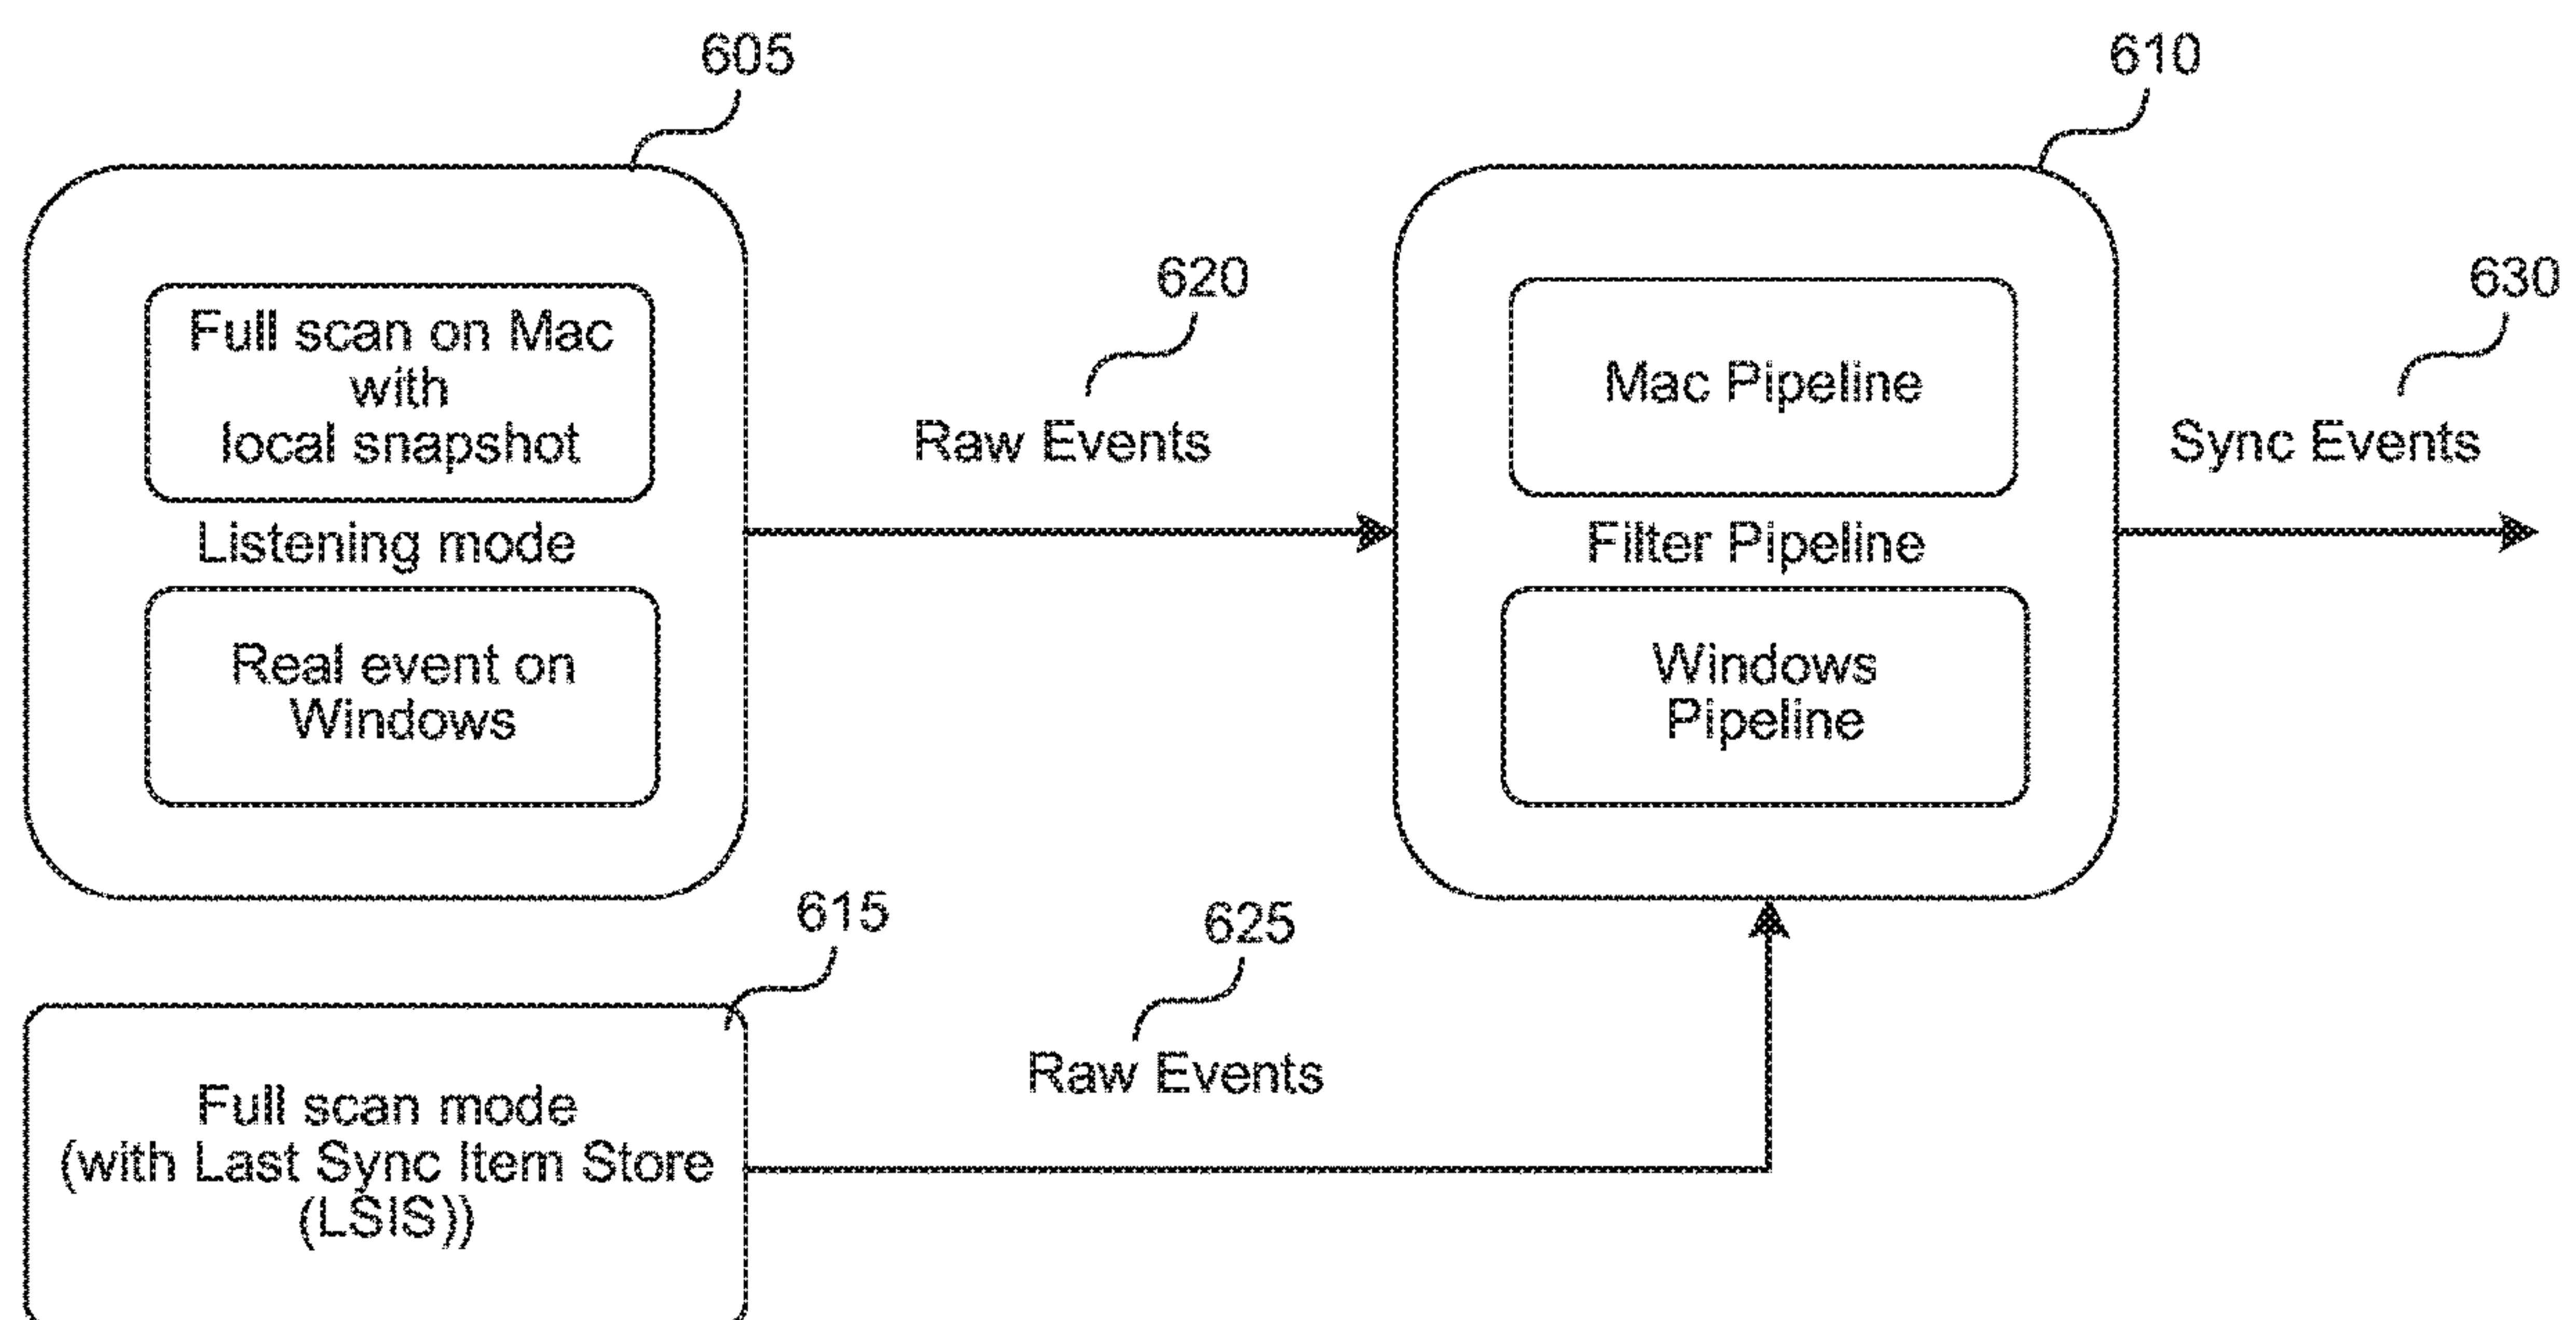 605
610
620
630
Full scan on Mac
with
local snapshot
Listening mode
Real event on
Windows
Raw Events
Mac Pipeline
Filter Pipeline
Windows
Pipeline
Sync Events
615
625
Full scan mode
(with Last Sync Item Store
(LSIS))
Raw Events